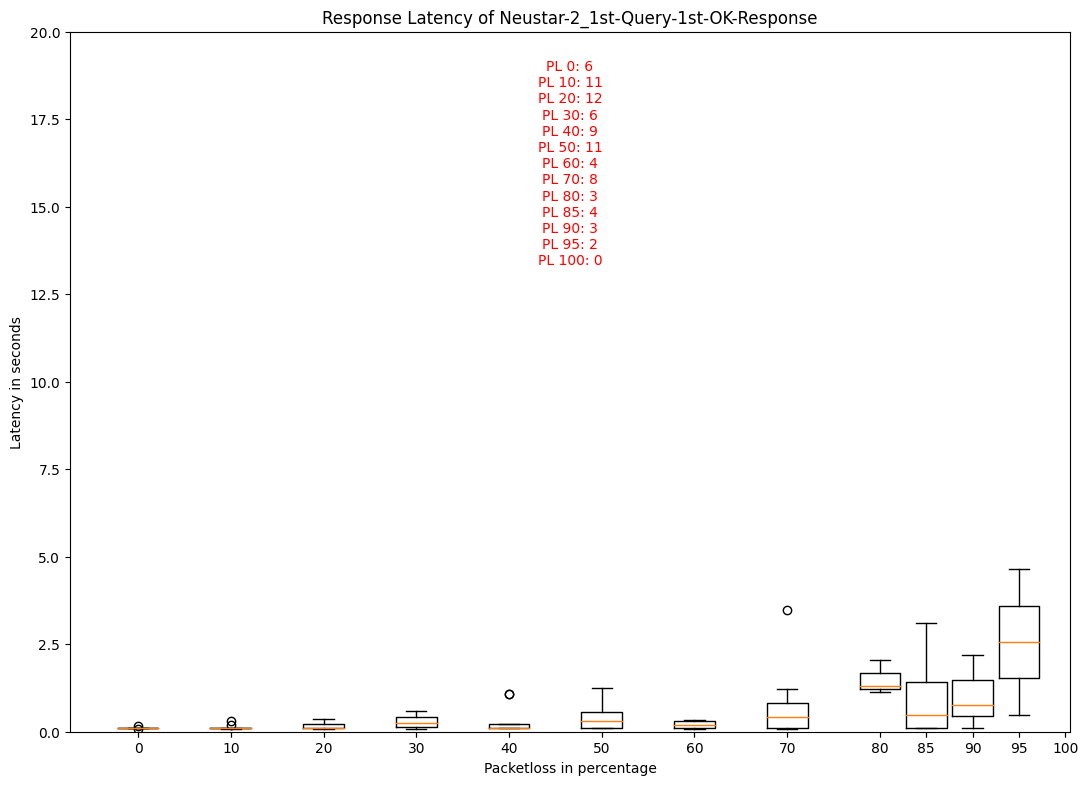 Response Latency of Neustar-2_1st-Query-1st-OK-Response
20.0
17.5
15.0
12.5
10.0
7.5
5.0
2.5
0.0
Latency in seconds
PL 0: 6
PL 10: 11
PL 20: 12
PL 30: 6
PL 40: 9
PL 50: 11
PL 60: 4
PL 70: 8
PL 80: 3
PL 85: 4
PL 90: 3
PL 95: 2
PL 100: 0
0 10 20 30 40 50 60 70 80 85 90 95 100
Packetloss in percentage